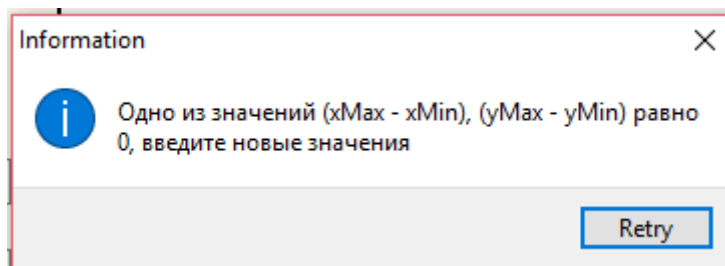 Information
Одно из значений (xMax - xMin), (yMax - yMin) равно
0, введите новые значения
Retry